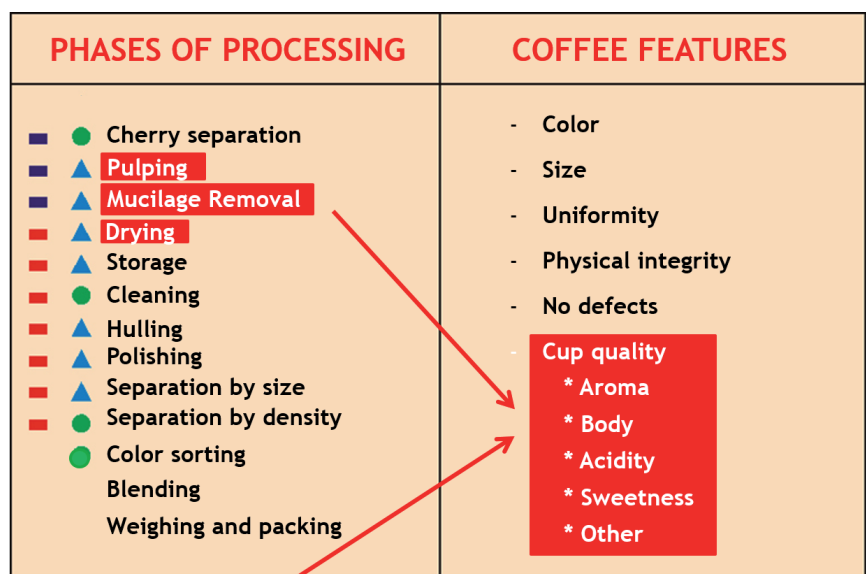 PHASES OF PROCESSING
Cherry separation
Pulping
Mucilage Removal
Drying
Storage
Cleaning
Hulling
Polishing
Separation by size
Separation by density
Color sorting
Blending
Weighing and packing
COFFEE FEATURES
- Color
- Size
- Uniformity
- Physical integrity
- No defects
- Cup quality
* Aroma
* Body
* Acidity
* Sweetness
* Other